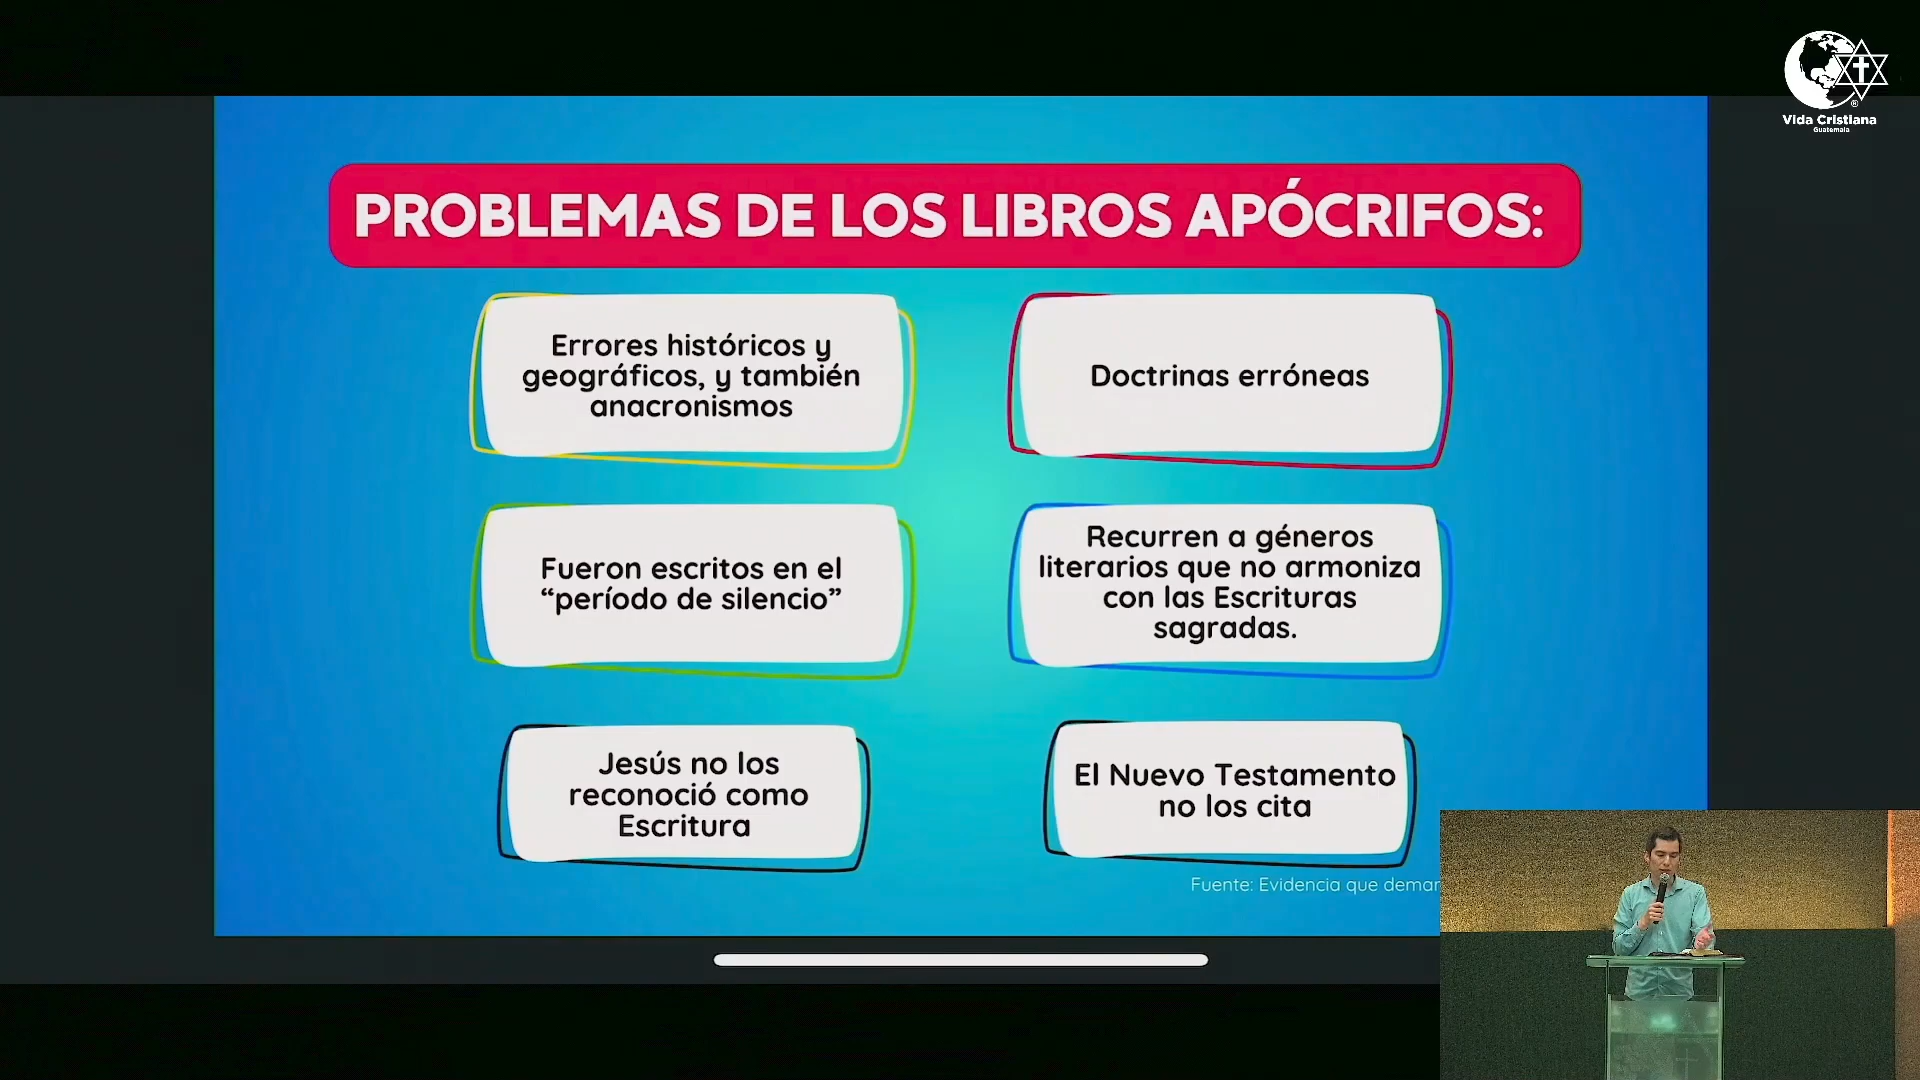 Vida Cristiana
Guatemala
PROBLEMAS DE LOS LIBROS APÓCRIFOS:
Errores históricos y
geográficos, y también
anacronismos
Doctrinas erróneas
Fueron escritos en el
“período de silencio”
Recurren a géneros
literarios que no armoniza
con las Escrituras
sagradas.
Jesús no los
reconoció como
Escritura
El Nuevo Testamento
no los cita
Fuente: Evidencia que